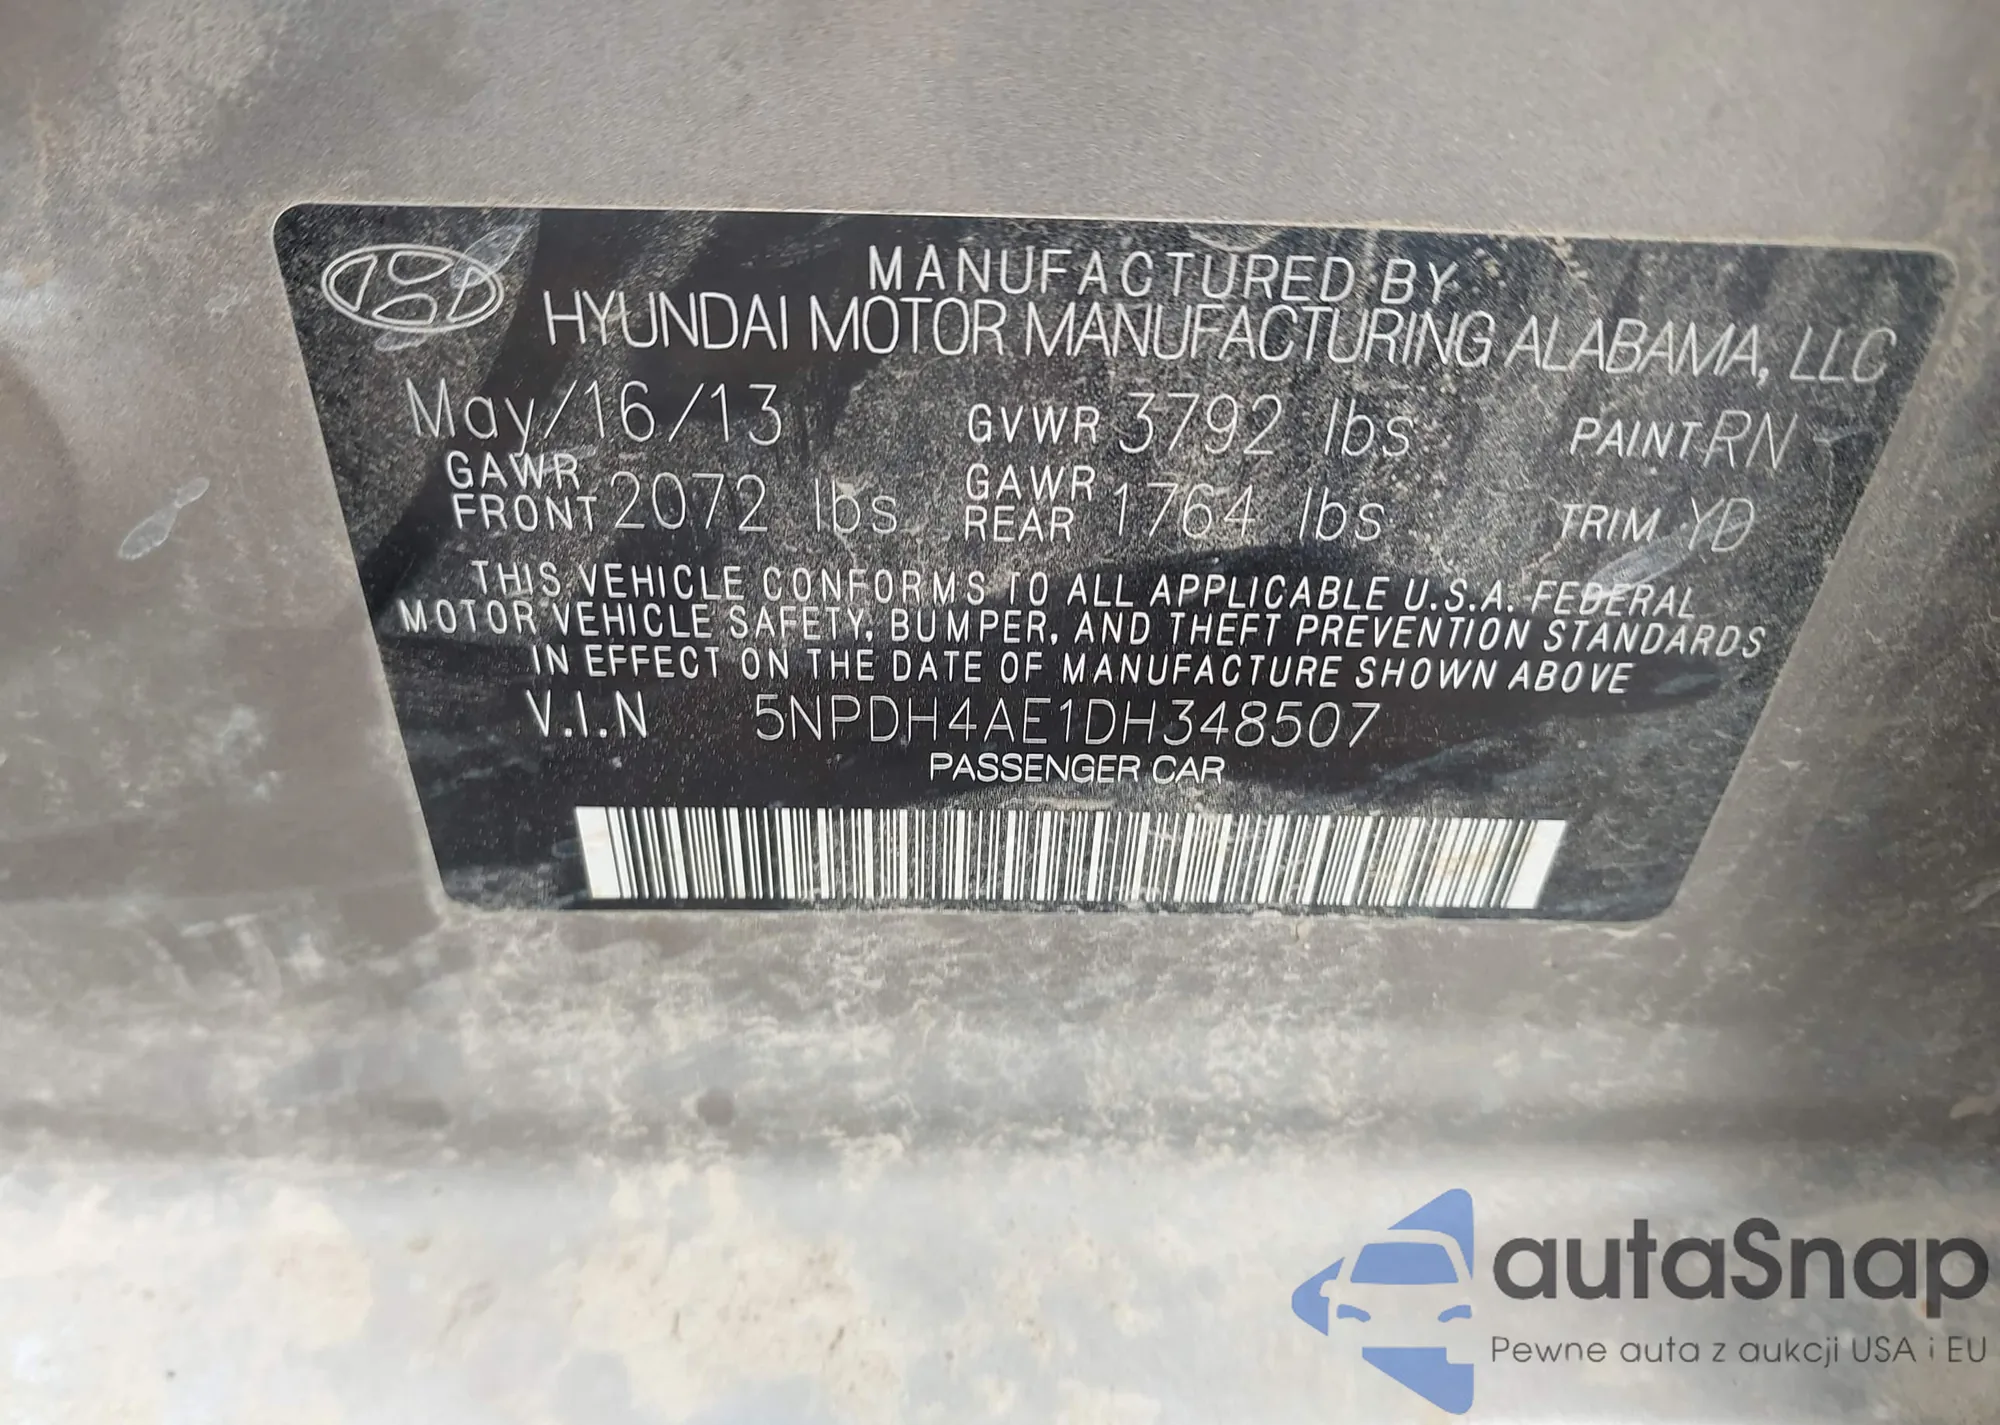 MANUFACTURED BY
HYUNDAI MOTOR MANUFACTURING ALABAMA, LLC
May/16/13 GVWR 3792 lbs PAINT RN
GAWR FRONT 2072 lbs GAWR REAR 1764 lbs TRIM YD
THIS VEHICLE CONFORMS TO ALL APPLICABLE U.S.A. FEDERAL
MOTOR VEHICLE SAFETY, BUMPER, AND THEFT PREVENTION STANDARDS
IN EFFECT ON THE DATE OF MANUFACTURE SHOWN ABOVE
V.I.N 5NPDH4AE1DH348507
PASSENGER CAR
autaSnap
Pewne auta z aukcji USA i EU